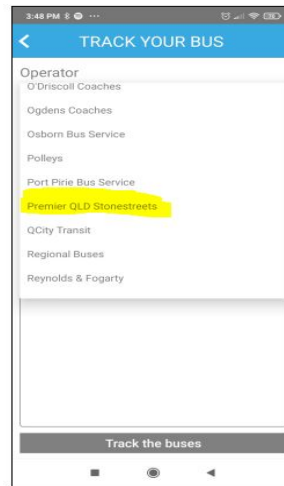 3:48 PM
TRACK YOUR BUS
Operator
O'Driscoll Coaches
Ogdens Coaches
Osborn Bus Service
Polleys
Port Pirie Bus Service
Premier QLD Stonestreets
QCity Transit
Regional Buses
Reynolds & Fogarty
Track the buses